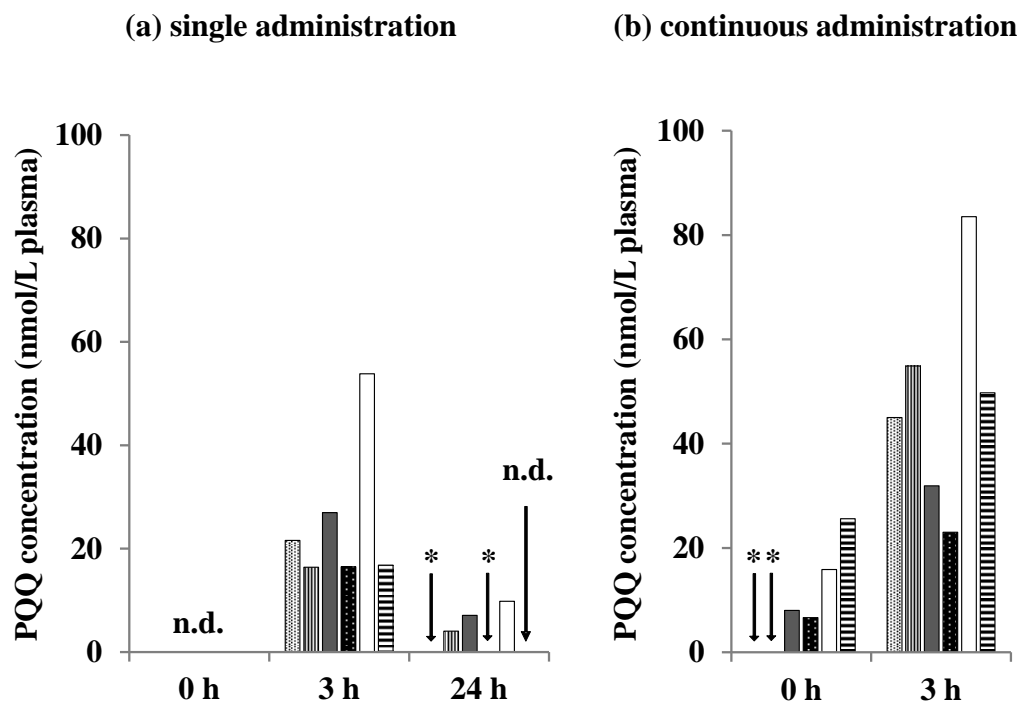 (a) single administration
PQQ concentration (nmol/L plasma)
100
80
60
40
20
0
n.d.
*
*
n.d.
0 h
3 h
24 h
(b) continuous administration
PQQ concentration (nmol/L plasma)
100
80
60
40
20
0
* *
0 h
3 h